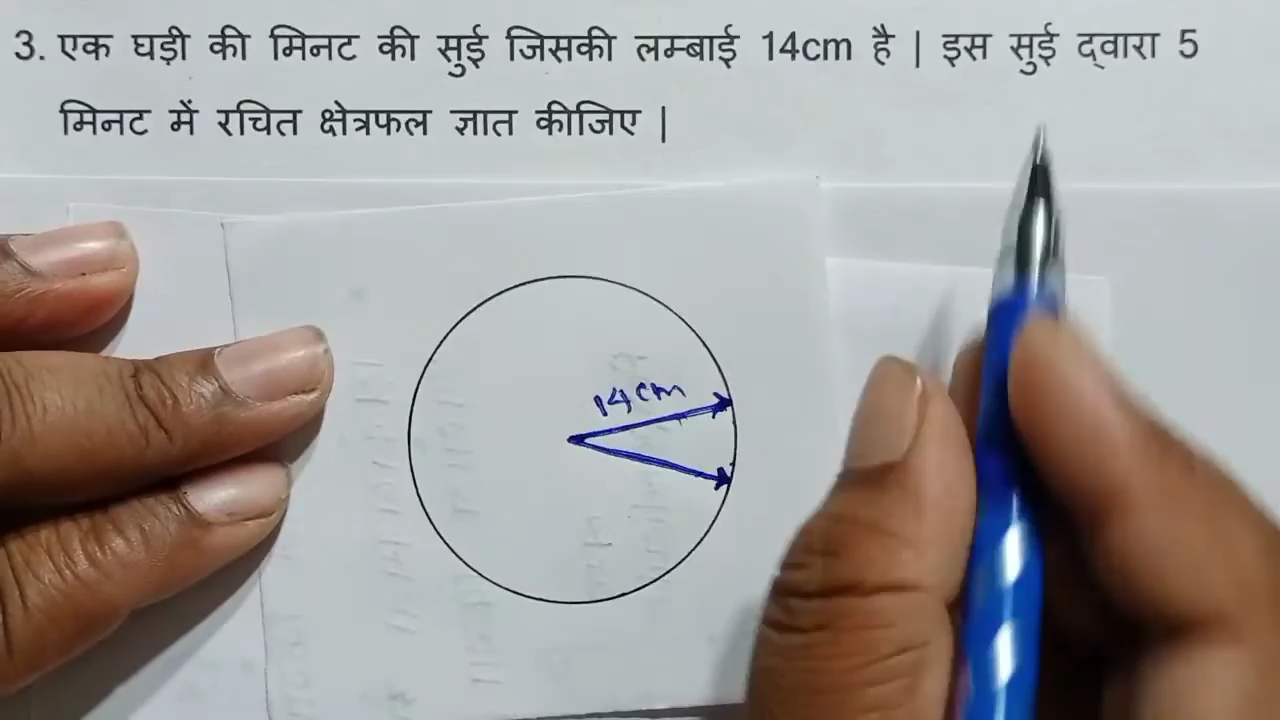 3. एक घड़ी की मिनट की सुई जिसकी लम्बाई 14cm है | इस सुई द्वारा 5
मिनट में रचित क्षेत्रफल ज्ञात कीजिए |
14cm